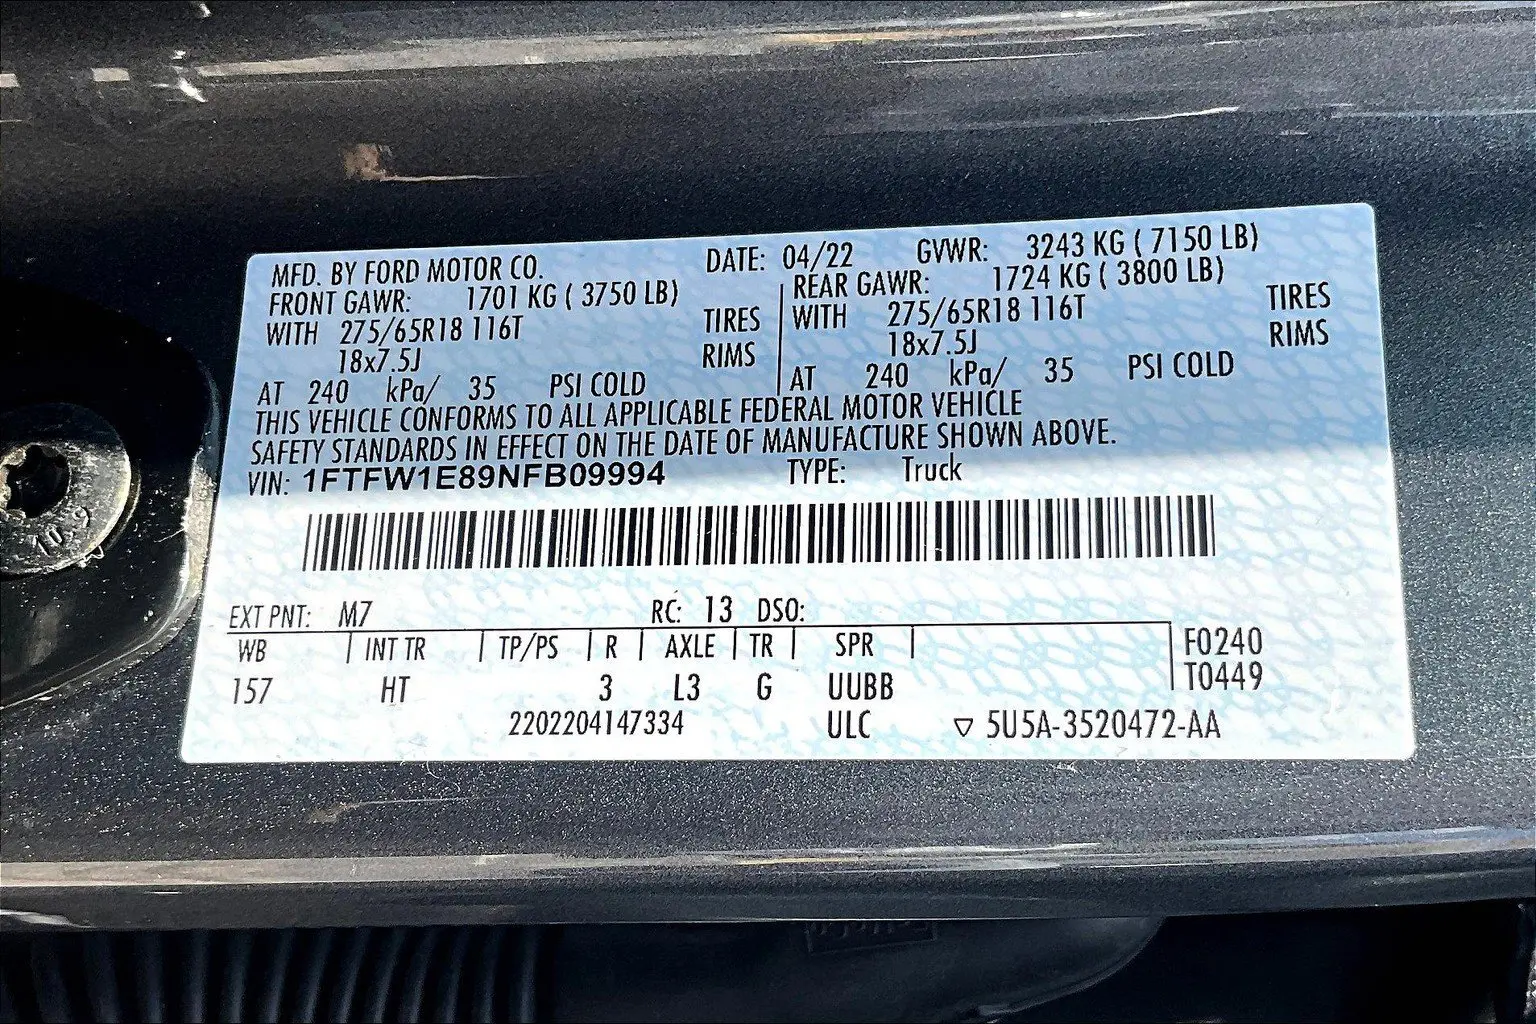 MFD. BY FORD MOTOR CO. DATE: 04/22 GVWR: 3243 KG ( 7150 LB)
FRONT GAWR: 1701 KG ( 3750 LB) REAR GAWR: 1724 KG ( 3800 LB)
WITH 275/65R18 116T TIRES WITH 275/65R18 116T TIRES
18x7.5J RIMS 18x7.5J RIMS
AT 240 kPa/ 35 PSI COLD AT 240 kPa/ 35 PSI COLD
THIS VEHICLE CONFORMS TO ALL APPLICABLE FEDERAL MOTOR VEHICLE
SAFETY STANDARDS IN EFFECT ON THE DATE OF MANUFACTURE SHOWN ABOVE.
VIN: 1FTFW1E89NFB09994 TYPE: Truck
EXT PNT: M7 RC: 13 DSO:
WB INT TR TP/PS R AXLE TR SPR F0240
157 HT 3 L3 G UUBB T0449
2202204147334 ULC ▽ 5U5A-3520472-AA
10.9